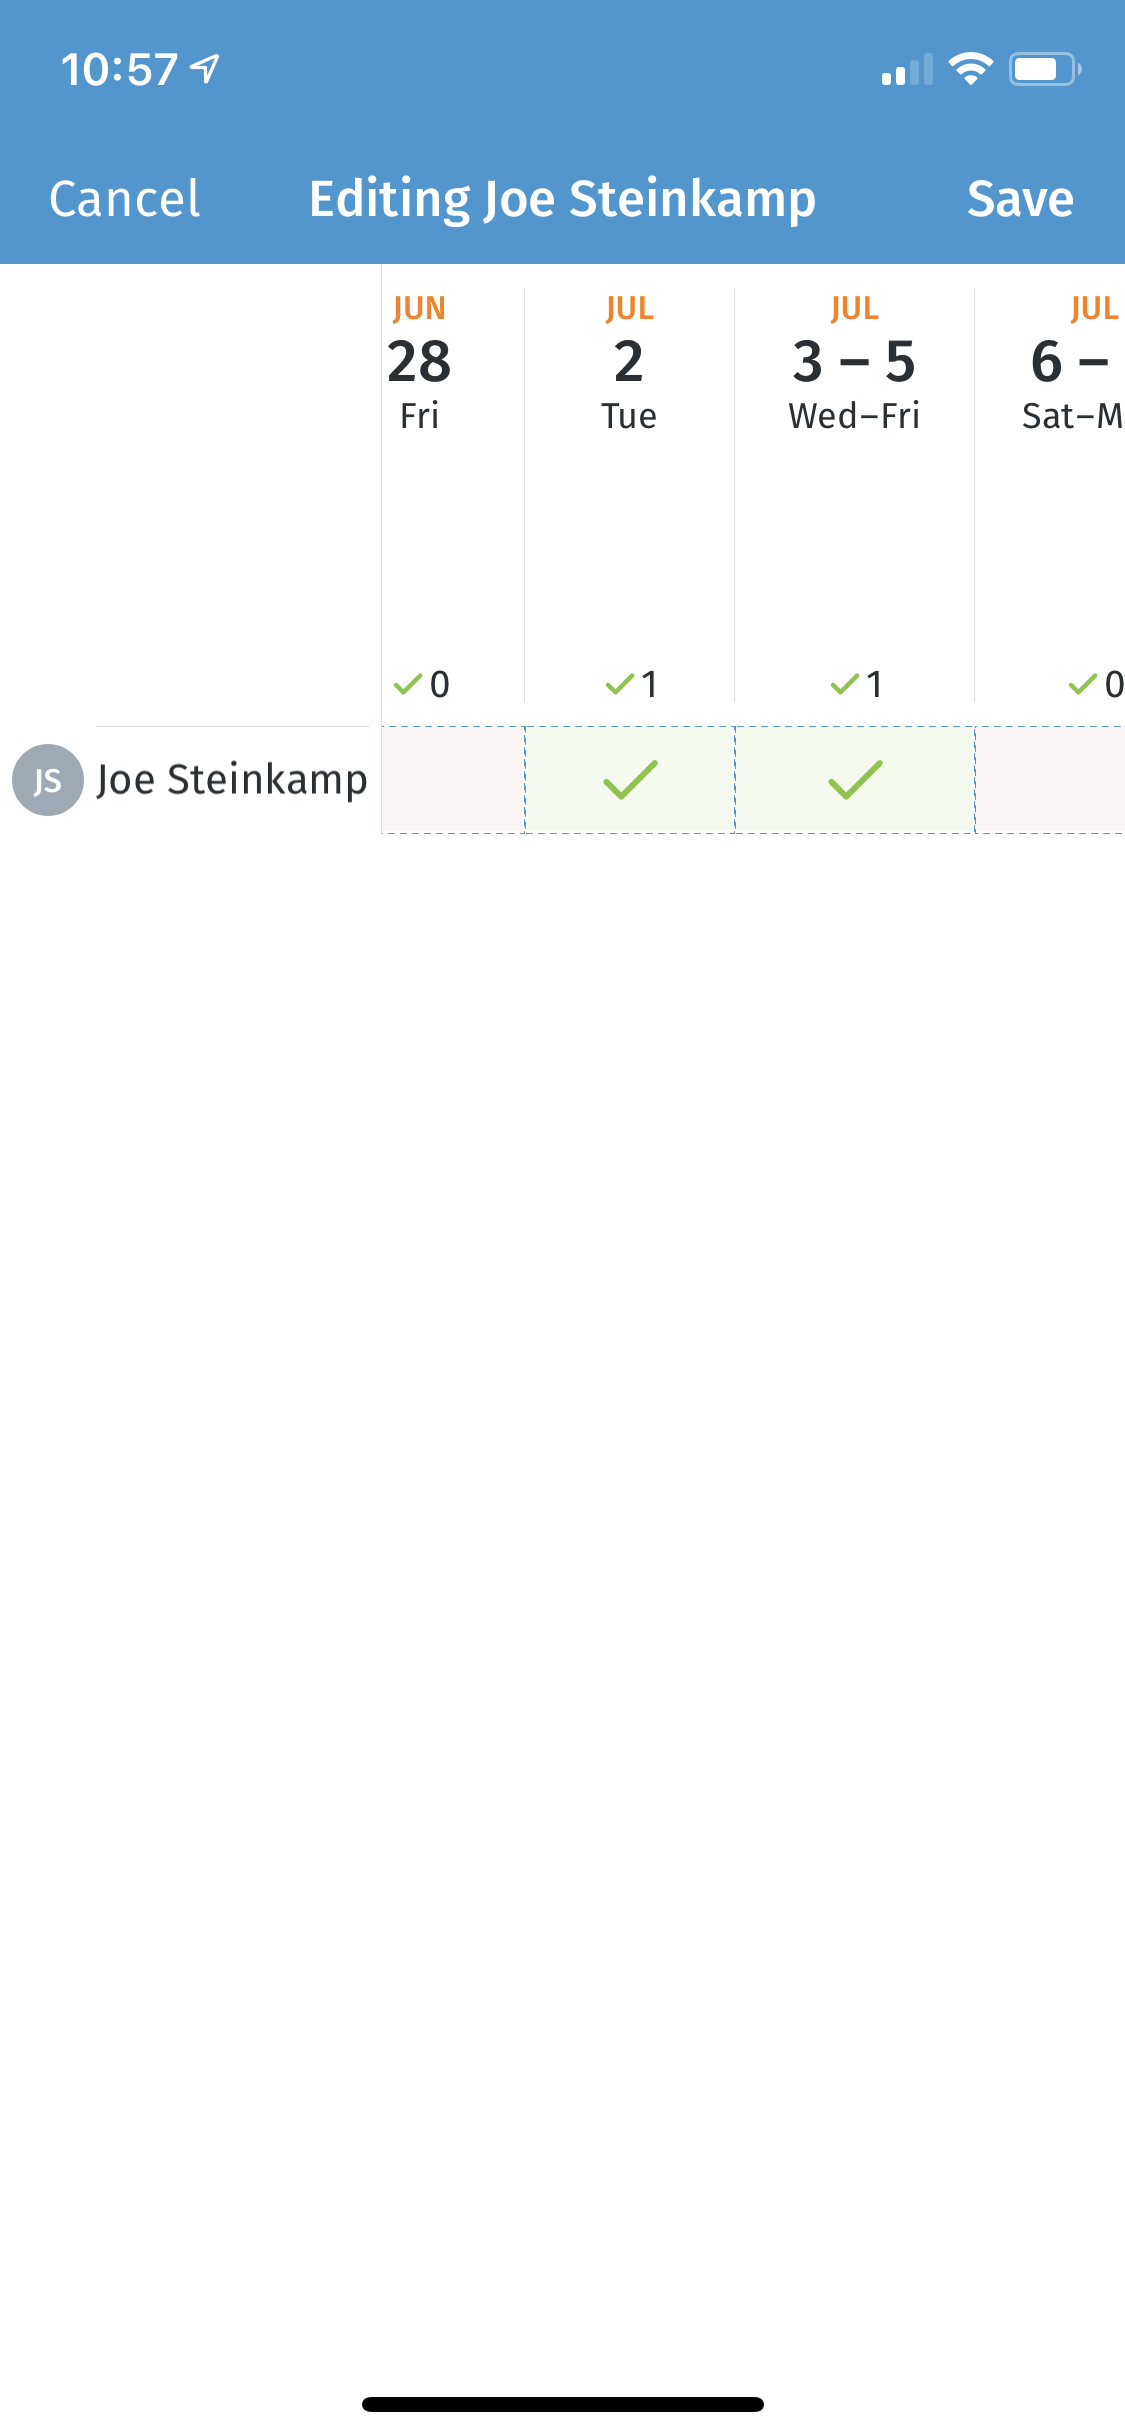 10:57
Cancel Editing Joe Steinkamp Save
JUN JUL JUL JUL
28 2 3 – 5 6 –
Fri Tue Wed–Fri Sat–M
0 1 1 0
JS Joe Steinkamp